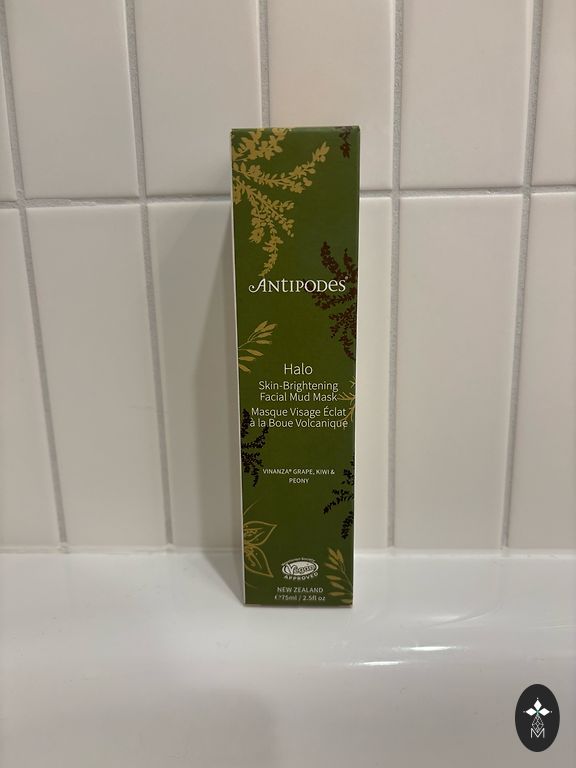 Antipodes®
Halo
Skin-Brightening
Facial Mud Mask
Masque Visage Éclat
à la Boue Volcanique
VINANZA® GRAPE, KIWI &
PEONY
APPROVED
NEW ZEALAND
75ml / 2.5fl oz
M